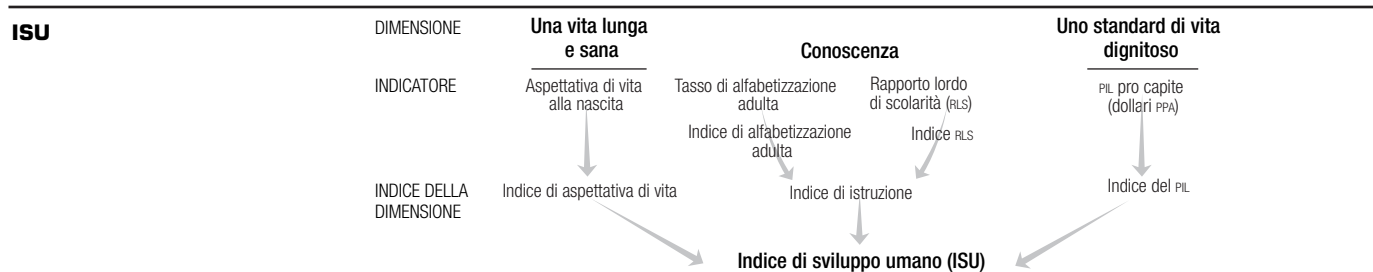 ISU
DIMENSIONE
Una vita lunga
e sana
Conoscenza
Uno standard di vita
dignitoso
INDICATORE
Aspettativa di vita
alla nascita
Tasso di alfabetizzazione
adulta
Rapporto lordo
di scolarità (RLS)
PIL pro capite
(dollari PPA)
Indice di alfabetizzazione
adulta
Indice RLS
INDICE DELLA
DIMENSIONE
Indice di aspettativa di vita
Indice di istruzione
Indice del PIL
Indice di sviluppo umano (ISU)